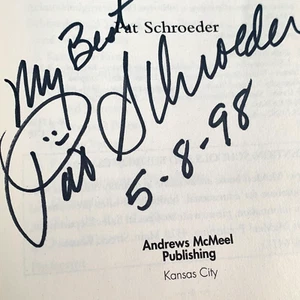 Pat Schroeder
My Best
Pat Schroeder
5-8-98
Andrews McMeel
Publishing
Kansas City